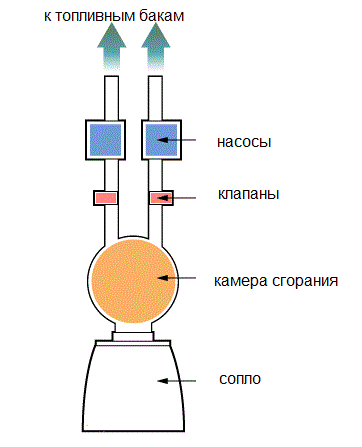 к топливным бакам
насосы
клапаны
камера сгорания
сопло